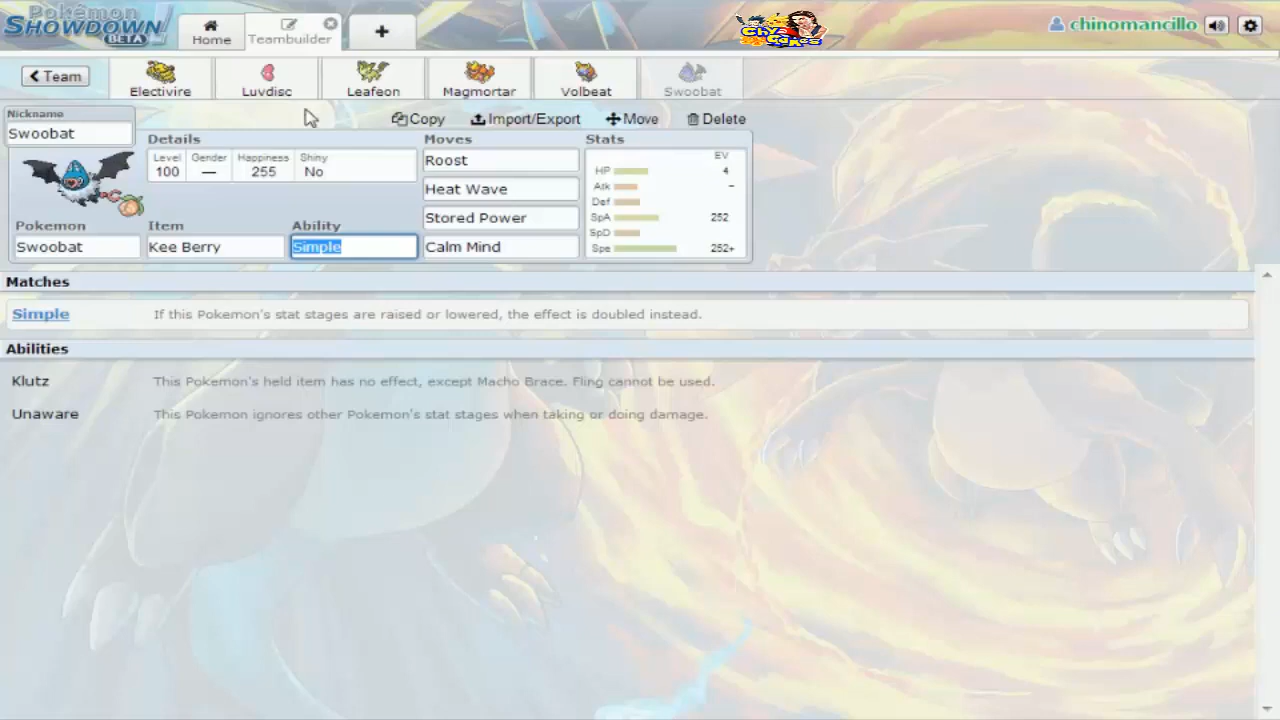 Pokémon
SHOWDOWN!
BETA
Home
Teambuilder
+
Chyz
Games
chinomancillo
Team
Electivire
Luvdisc
Leafeon
Magmortar
Volbeat
Swoobat
Nickname
Swoobat
Copy
Import/Export
Move
Delete
Details
Moves
Stats
Level
Gender
Happiness
Shiny
100
—
255
No
Roost
Heat Wave
Stored Power
Calm Mind
EV
HP
4
Atk
–
Def
SpA
252
SpD
Spe
252+
Pokemon
Item
Ability
Swoobat
Kee Berry
Simple
Matches
Simple
If this Pokemon's stat stages are raised or lowered, the effect is doubled instead.
Abilities
Klutz
This Pokemon's held item has no effect, except Macho Brace. Fling cannot be used.
Unaware
This Pokemon ignores other Pokemon's stat stages when taking or doing damage.